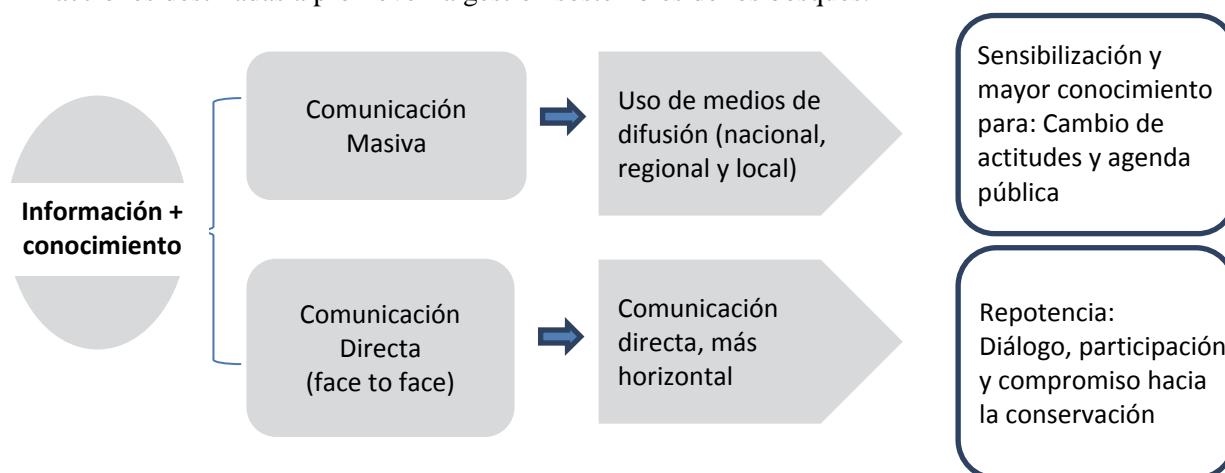 Información +
conocimiento
Comunicación
Masiva
Uso de medios de
difusión (nacional,
regional y local)
Sensibilización y
mayor conocimiento
para: Cambio de
actitudes y agenda
pública
Comunicación
Directa
(face to face)
Comunicación
directa, más
horizontal
Repotencia:
Diálogo, participación
y compromiso hacia
la conservación